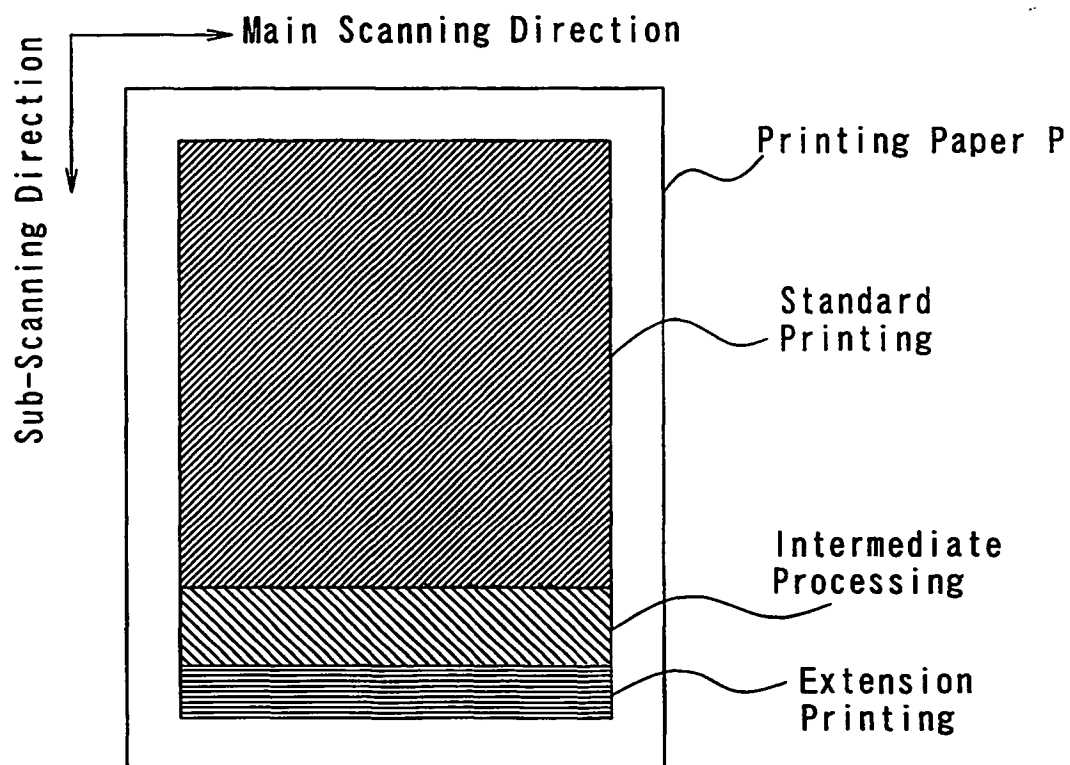 Main Scanning Direction
Sub-Scanning Direction
Printing Paper P
Standard
Printing
Intermediate
Processing
Extension
Printing